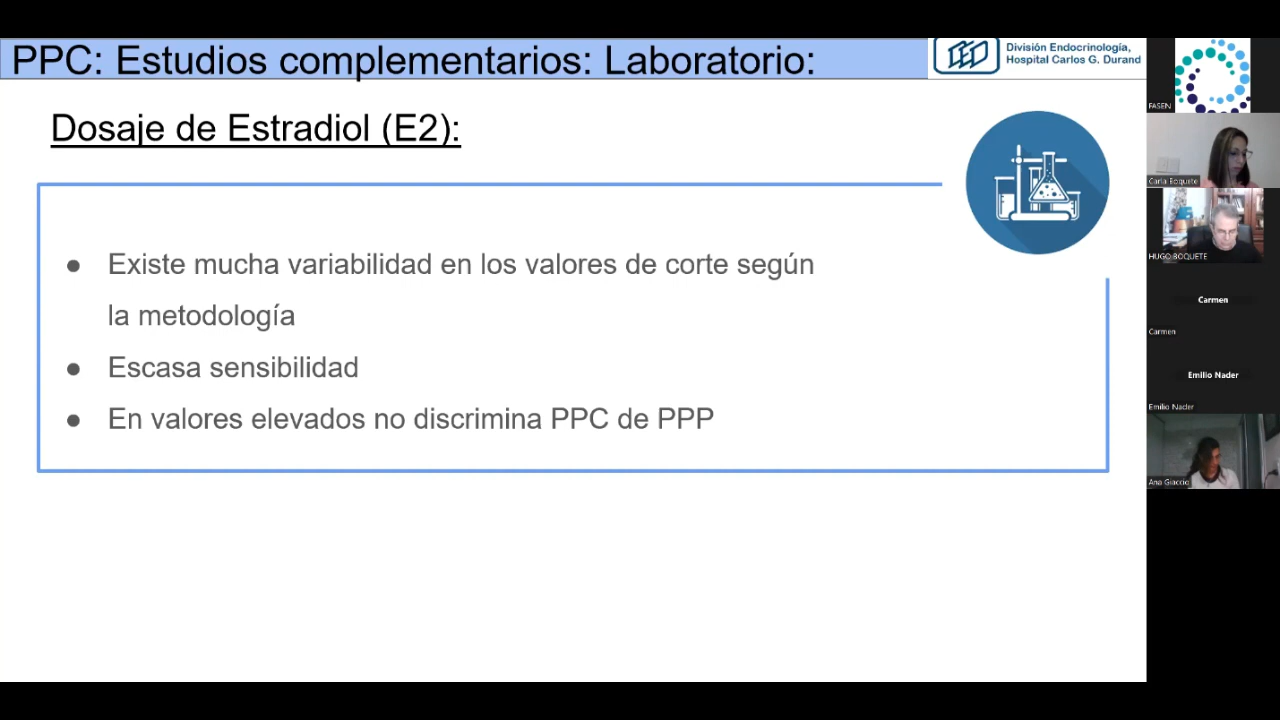 PPC: Estudios complementarios: Laboratorio:
División Endocrinología,
Hospital Carlos G. Durand
Dosaje de Estradiol (E2):
● Existe mucha variabilidad en los valores de corte según
la metodología
● Escasa sensibilidad
● En valores elevados no discrimina PPC de PPP
FASEN
Carla Boquete
HUGO BOQUETE
Carmen
Carmen
Emilio Nader
Emilio Nader
Ana Giaccio